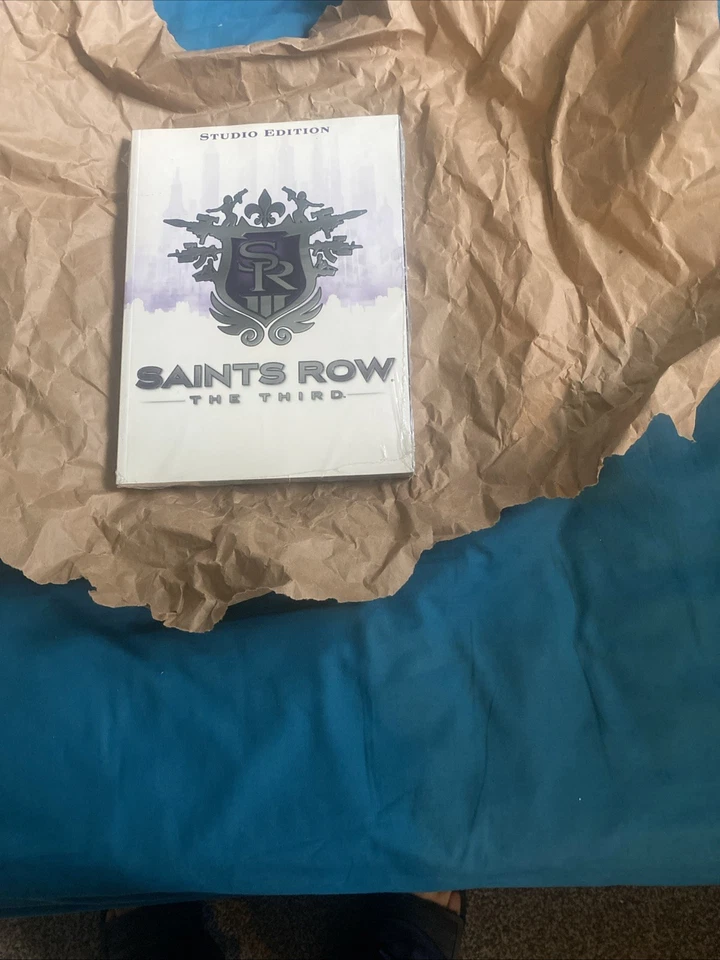 STUDIO EDITION
SR
III
SAINTS ROW
THE THIRD